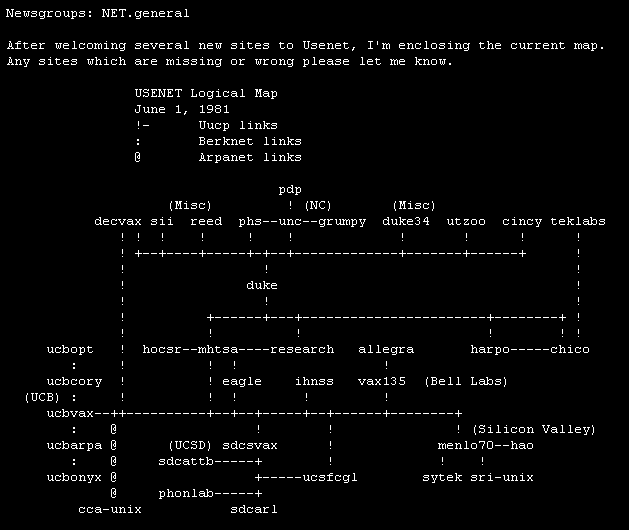 Newsgroups: NET.general

After welcoming several new sites to Usenet, I'm enclosing the current map.
Any sites which are missing or wrong please let me know.

                USENET Logical Map
                June 1, 1981
                !-      Uucp links
                :       Berknet links
                @       Arpanet links

                                  pdp
                    (Misc)         ! (NC)       (Misc)
           decvax sii  reed  phs--unc--grumpy  duke34  utzoo  cincy teklabs
              ! !  !    !     !    !             !       !      !      !
              ! +--+----+-----+-+--+-------------+-------+------+      !
              !                 !                                      !
              !               duke                                     !
              !                 !                                      !
              !          +------+---+-----------------------+--------+ !
              !          !          !                       !        ! !
     ucbopt   !  hocsr--mhtsa----research   allegra       harpo-----chico
        :     !          !  !                  !
     ucbcory  !          ! eagle    ihnss   vax135  (Bell Labs)
  (UCB) :     !          !  !        !         !
     ucbvax--++----------+--+--+-----+--+------+--------+
        :    @                 !        !               ! (Silicon Valley)
     ucbarpa @      (UCSD) sdcsvax      !             menlo70--hao
        :    @     sdcattb-----+        !             !    !
     ucbonyx @                 +-----ucsfcgl        sytek sri-unix
             @     phonlab-----+
         cca-unix           sdcarl